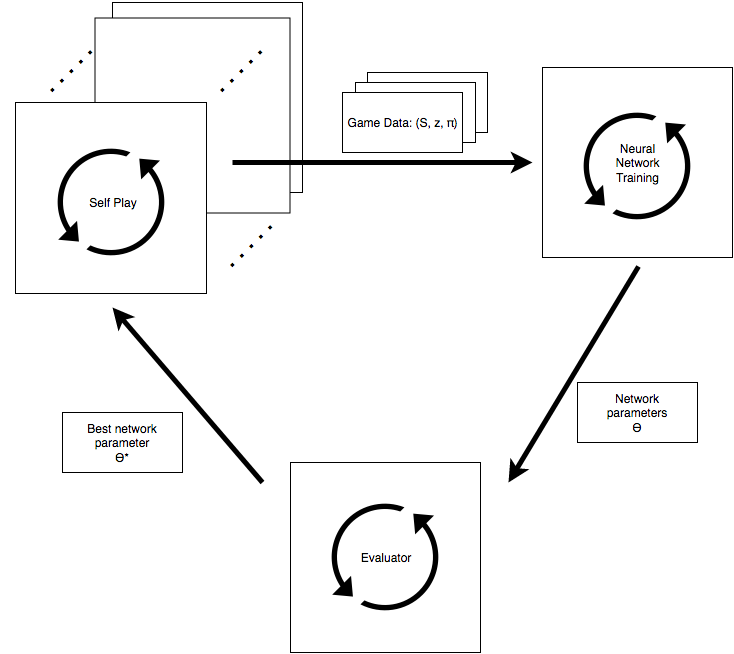 Game Data: (S, z, π)
Self Play
Neural
Network
Training
Network
parameters
Θ
Best network
parameter
Θ*
Evaluator